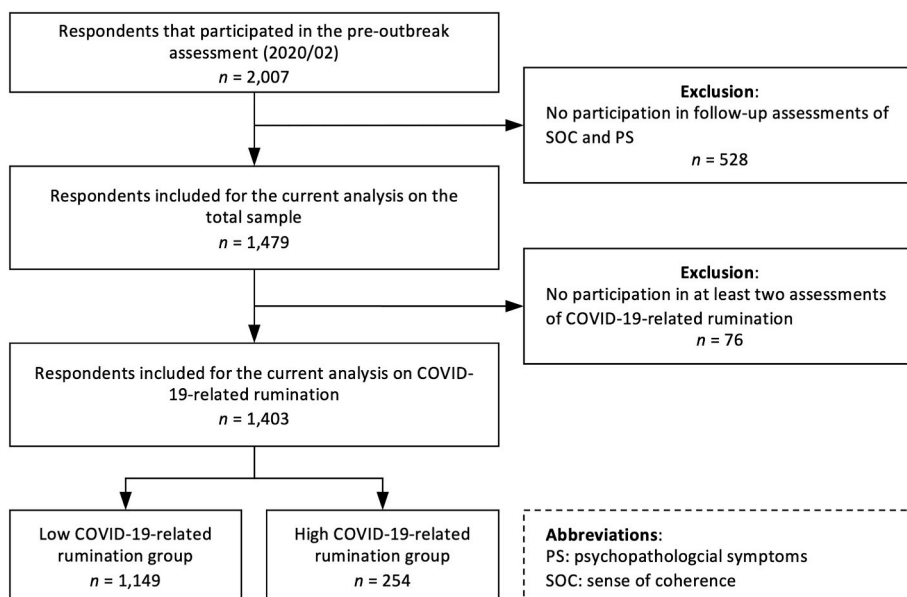 Respondents that participated in the pre-outbreak
assessment (2020/02)
n = 2,007
Exclusion:
No participation in follow-up assessments of
SOC and PS
n = 528
Respondents included for the current analysis on the
total sample
n = 1,479
Exclusion:
No participation in at least two assessments
of COVID-19-related rumination
n = 76
Respondents included for the current analysis on COVID-
19-related rumination
n = 1,403
Low COVID-19-related
rumination group
n = 1,149
High COVID-19-related
rumination group
n = 254
Abbreviations:
PS: psychopathologcial symptoms
SOC: sense of coherence